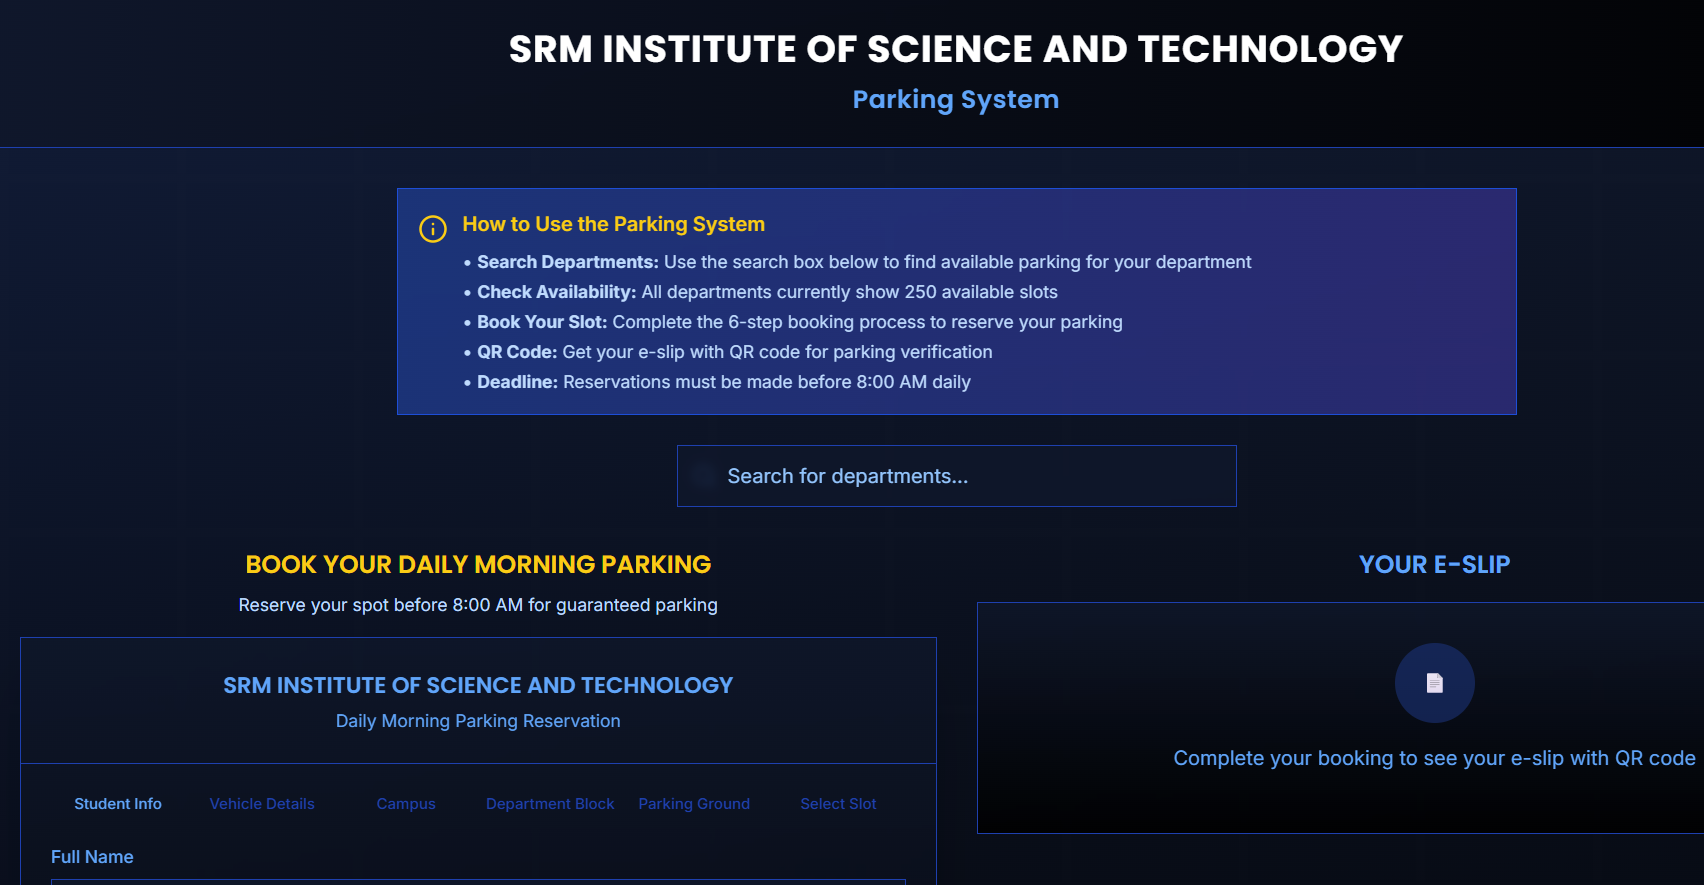 SRM INSTITUTE OF SCIENCE AND TECHNOLOGY
Parking System
How to Use the Parking System
• Search Departments: Use the search box below to find available parking for your department
• Check Availability: All departments currently show 250 available slots
• Book Your Slot: Complete the 6-step booking process to reserve your parking
• QR Code: Get your e-slip with QR code for parking verification
• Deadline: Reservations must be made before 8:00 AM daily
Search for departments...
BOOK YOUR DAILY MORNING PARKING
Reserve your spot before 8:00 AM for guaranteed parking
SRM INSTITUTE OF SCIENCE AND TECHNOLOGY
Daily Morning Parking Reservation
Student Info Vehicle Details Campus Department Block Parking Ground Select Slot
Full Name
YOUR E-SLIP
Complete your booking to see your e-slip with QR code